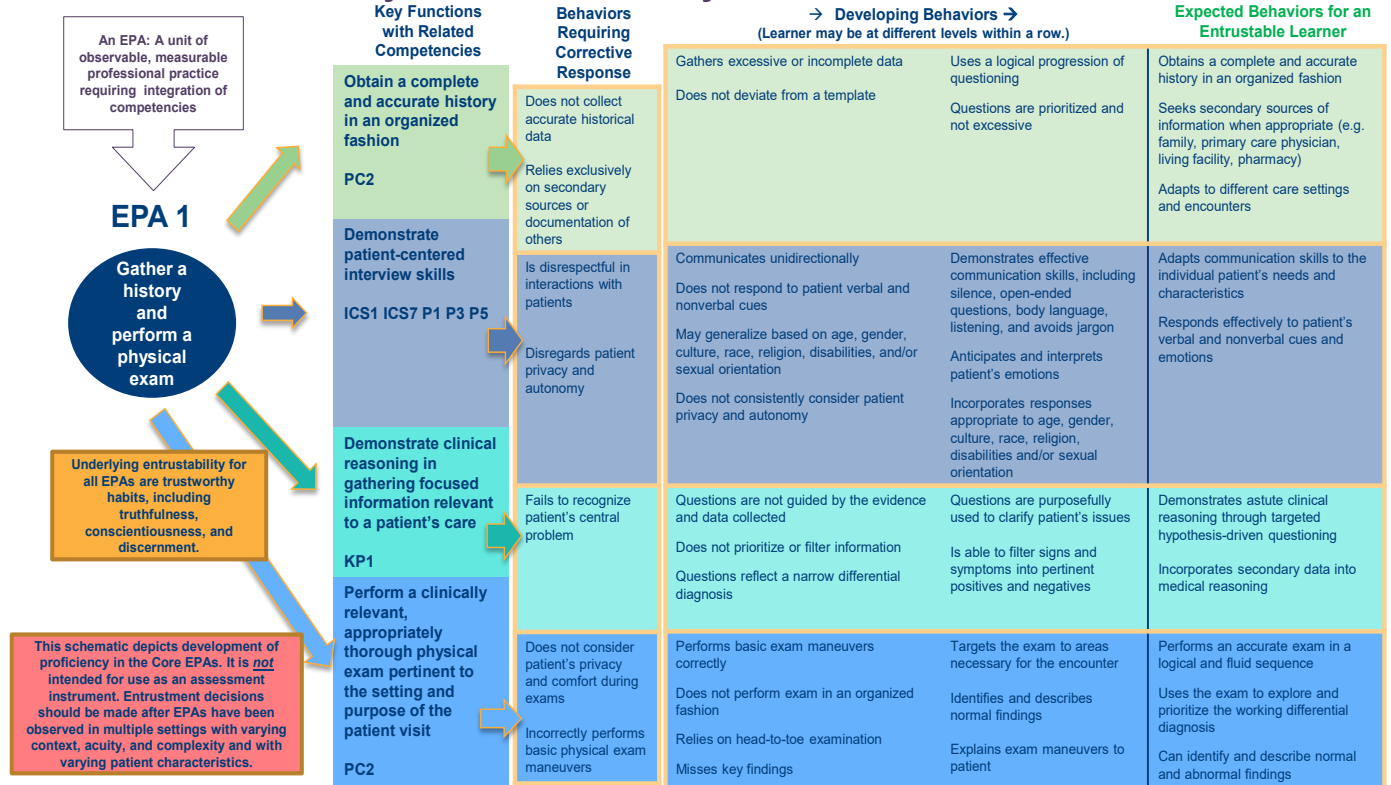 An EPA: A unit of
observable, measurable
professional practice
requiring integration of
competencies
EPA 1
Gather a
history
and
perform a
physical
exam
Underlying entrustability for
all EPAs are trustworthy
habits, including
truthfulness,
conscientiousness, and
discernment.
This schematic depicts development of
proficiency in the Core EPAs. It is not
intended for use as an assessment
instrument. Entrustment decisions
should be made after EPAs have been
observed in multiple settings with varying
context, acuity, and complexity and with
varying patient characteristics.
Key Functions
with Related
Competencies
Behaviors
Requiring
Corrective
Response
→ Developing Behaviors →
(Learner may be at different levels within a row.)
Expected Behaviors for an
Entrustable Learner
Obtain a complete
and accurate history
in an organized
fashion
PC2
Does not collect
accurate historical
data
Relies exclusively
on secondary
sources or
documentation of
others
Gathers excessive or incomplete data
Does not deviate from a template
Uses a logical progression of
questioning
Questions are prioritized and
not excessive
Obtains a complete and accurate
history in an organized fashion
Seeks secondary sources of
information when appropriate (e.g.
family, primary care physician,
living facility, pharmacy)
Adapts to different care settings
and encounters
Demonstrate
patient-centered
interview skills
ICS1 ICS7 P1 P3 P5
Is disrespectful in
interactions with
patients
Disregards patient
privacy and
autonomy
Communicates unidirectionally
Does not respond to patient verbal and
nonverbal cues
May generalize based on age, gender,
culture, race, religion, disabilities, and/or
sexual orientation
Does not consistently consider patient
privacy and autonomy
Demonstrates effective
communication skills, including
silence, open-ended
questions, body language,
listening, and avoids jargon
Anticipates and interprets
patient's emotions
Incorporates responses
appropriate to age, gender,
culture, race, religion,
disabilities and/or sexual
orientation
Adapts communication skills to the
individual patient's needs and
characteristics
Responds effectively to patient's
verbal and nonverbal cues and
emotions
Demonstrate clinical
reasoning in
gathering focused
information relevant
to a patient's care
KP1
Fails to recognize
patient's central
problem
Questions are not guided by the evidence
and data collected
Does not prioritize or filter information
Questions reflect a narrow differential
diagnosis
Questions are purposefully
used to clarify patient's issues
Is able to filter signs and
symptoms into pertinent
positives and negatives
Demonstrates astute clinical
reasoning through targeted
hypothesis-driven questioning
Incorporates secondary data into
medical reasoning
Perform a clinically
relevant,
appropriately
thorough physical
exam pertinent to
the setting and
purpose of the
patient visit
PC2
Does not consider
patient's privacy
and comfort during
exams
Incorrectly performs
basic physical exam
maneuvers
Performs basic exam maneuvers
correctly
Does not perform exam in an organized
fashion
Relies on head-to-toe examination
Misses key findings
Targets the exam to areas
necessary for the encounter
Identifies and describes
normal findings
Explains exam maneuvers to
patient
Performs an accurate exam in a
logical and fluid sequence
Uses the exam to explore and
prioritize the working differential
diagnosis
Can identify and describe normal
and abnormal findings